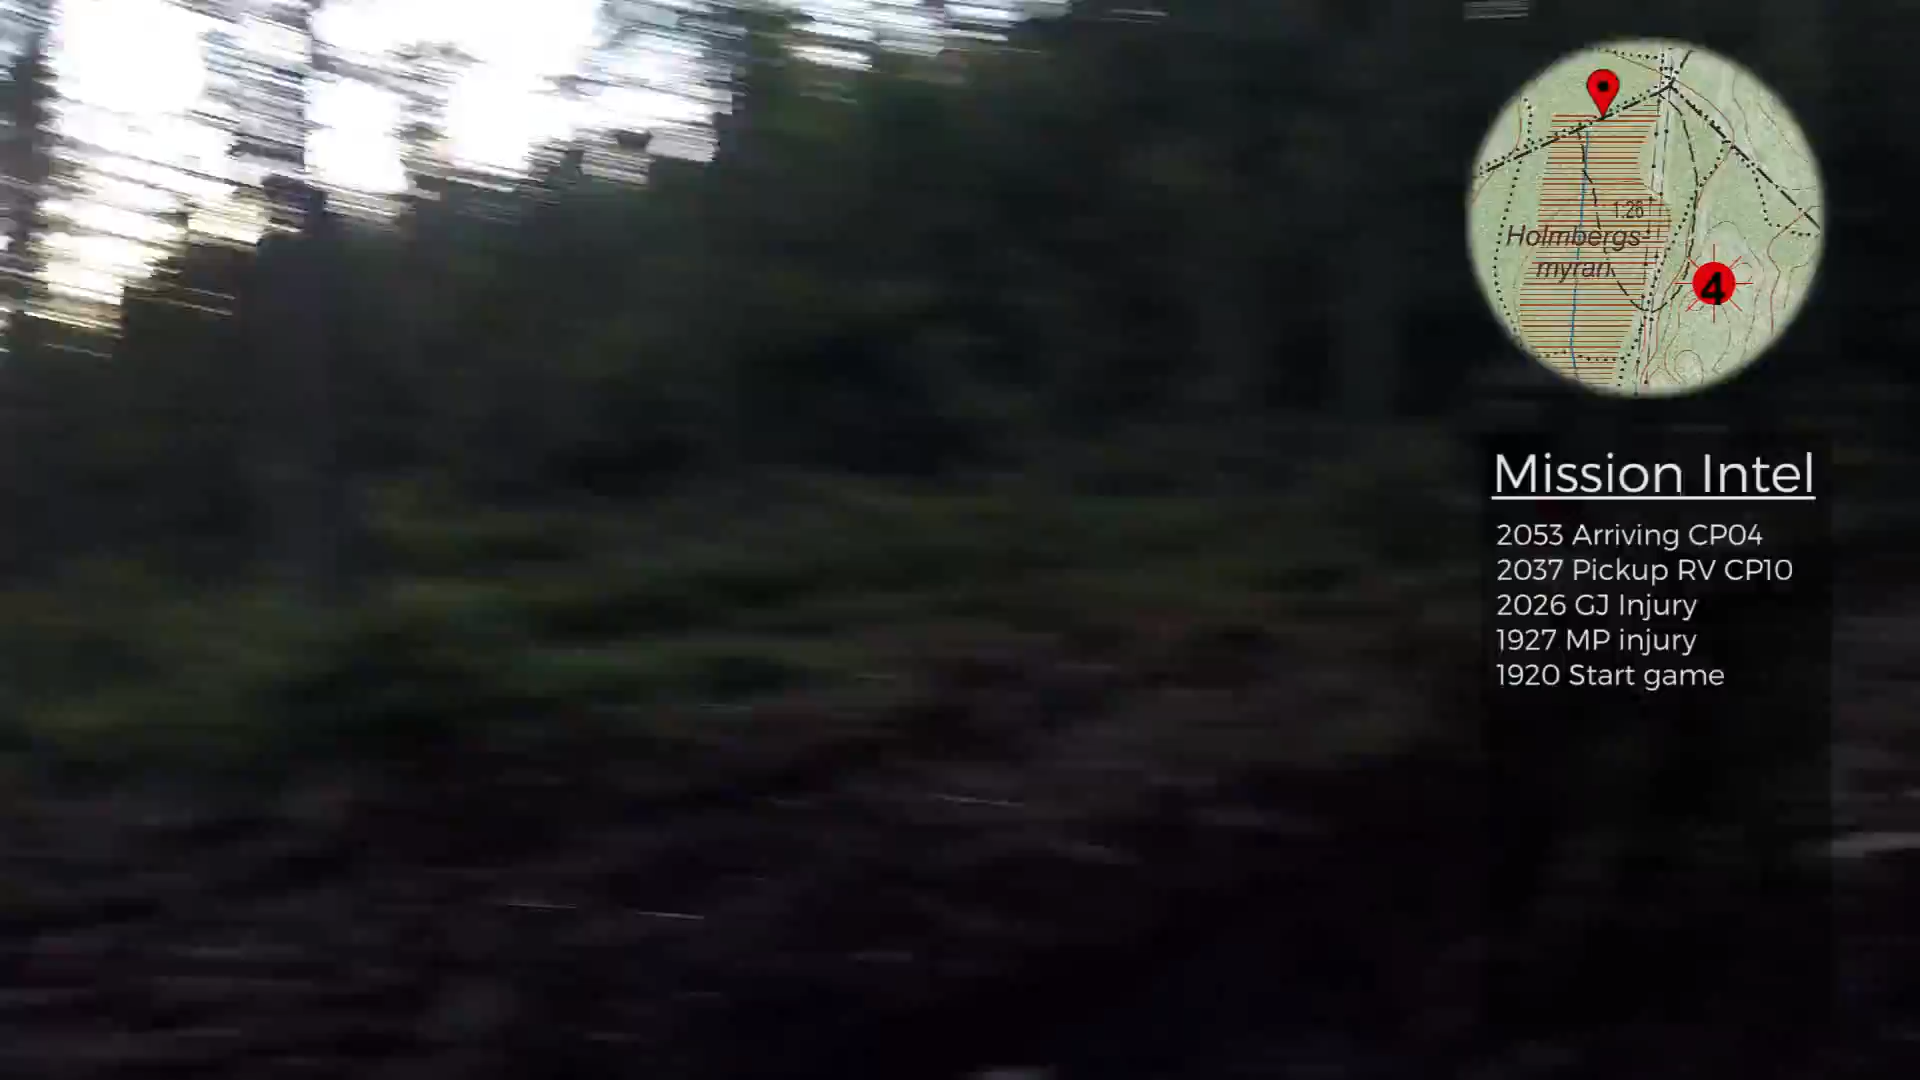 1:26
Holmbergs-
myran
4
Mission Intel
2053 Arriving CP04
2037 Pickup RV CP10
2026 GJ Injury
1927 MP injury
1920 Start game